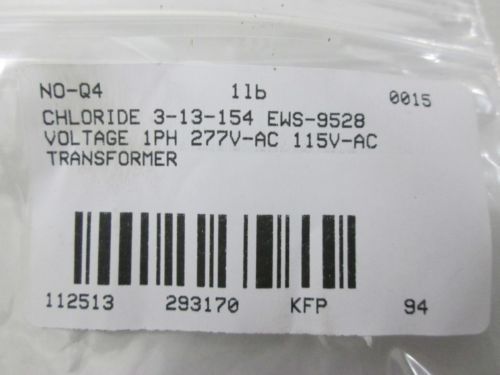 NO-Q4 1lb 0015
CHLORIDE 3-13-154 EWS-9528
VOLTAGE 1PH 277V-AC 115V-AC
TRANSFORMER
112513 293170 KFP 94